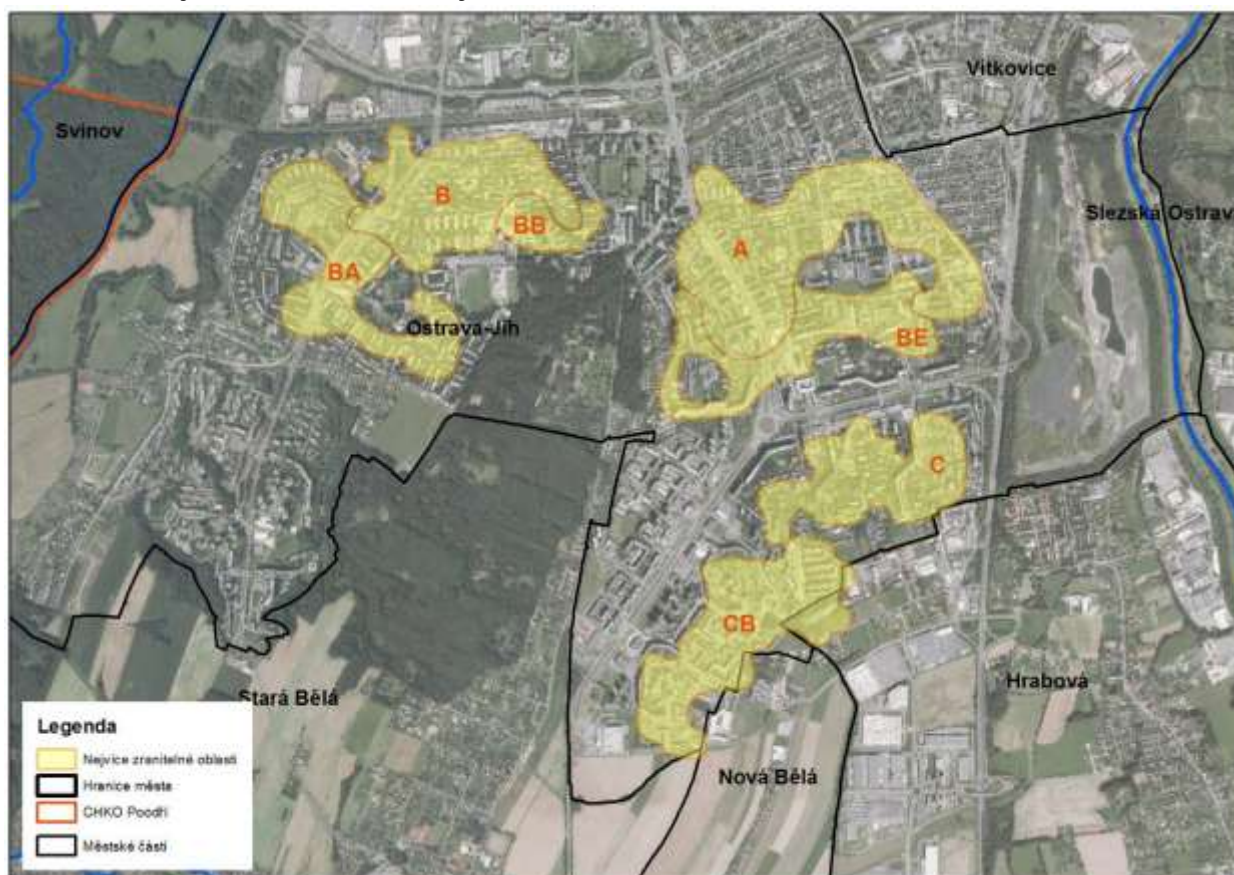 Vítkovice
Svinov
Slezská Ostrav
B
BB
A
BA
Ostrava-Jih
BE
C
CB
Hrabová
Stará Bělá
Nová Bělá
Legenda
Nejvíce zranitelné oblasti
Hranice města
CHKO Poodří
Městské části